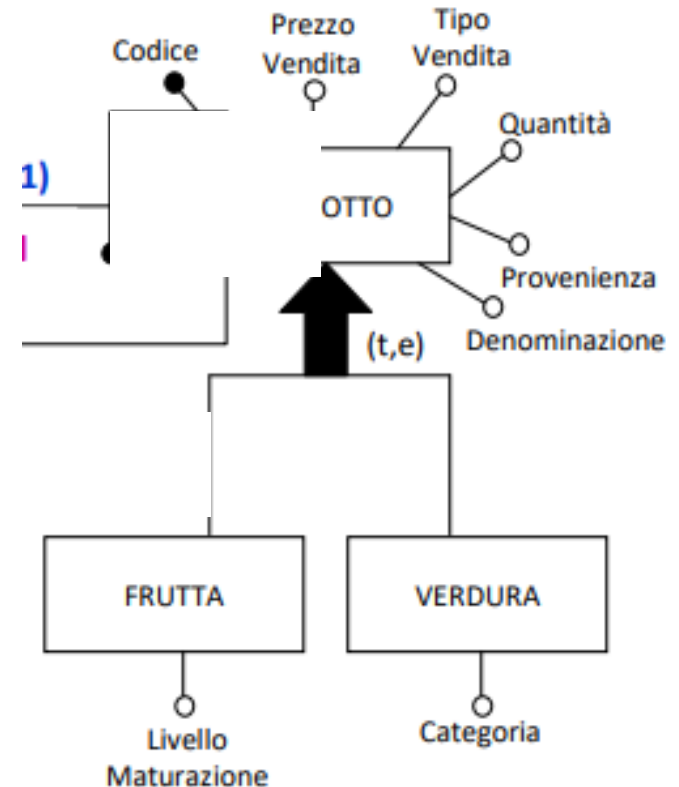 Codice
Prezzo
Vendita
Tipo
Vendita
Quantità
1)
OTTO
Provenienza
Denominazione
(t,e)
FRUTTA
VERDURA
Livello
Maturazione
Categoria